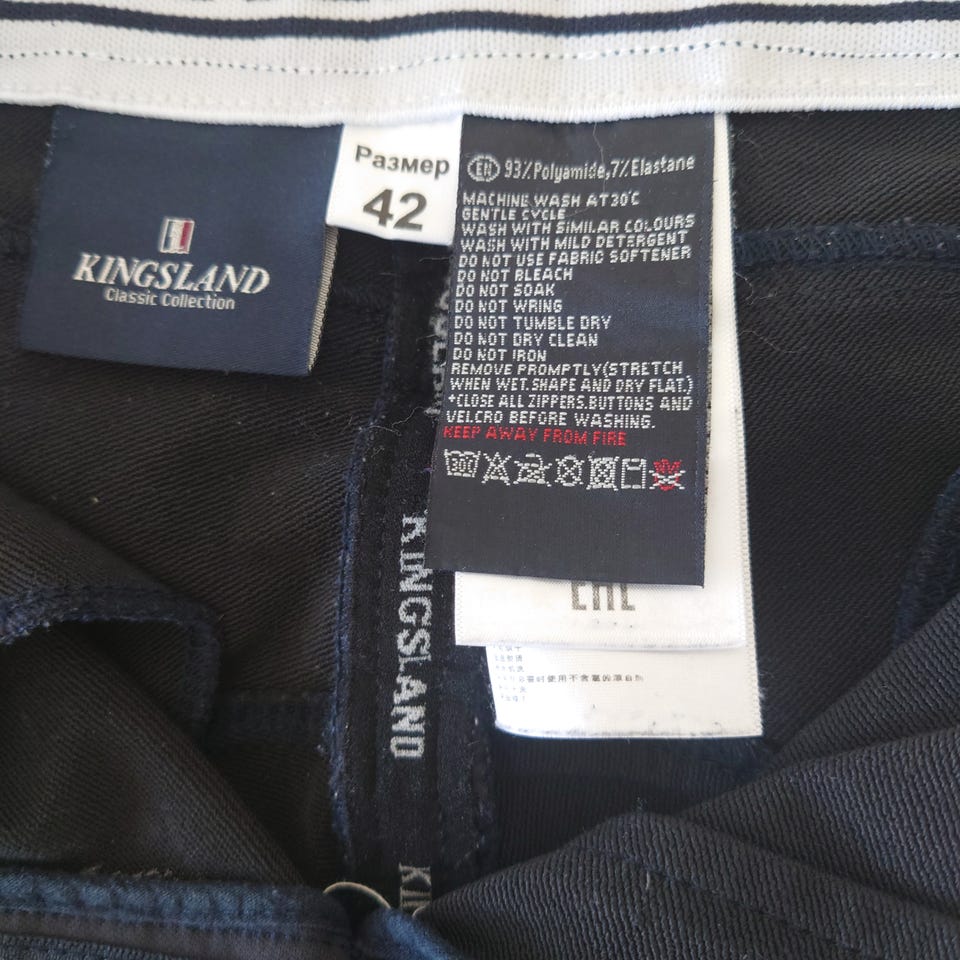 KINGSLAND
Classic Collection
Размер
42
EN 93%Polyamide,7%Elastane
MACHINE WASH AT30°C
GENTLE CYCLE
WASH WITH SIMILAR COLOURS
WASH WITH MILD DETERGENT
DO NOT USE FABRIC SOFTENER
DO NOT BLEACH
DO NOT SOAK
DO NOT WRING
DO NOT TUMBLE DRY
DO NOT DRY CLEAN
DO NOT IRON
REMOVE PROMPTLY(STRETCH
WHEN WET.SHAPE AND DRY FLAT.)
*CLOSE ALL ZIPPERS.BUTTONS AND
VELCRO BEFORE WASHING.
KEEP AWAY FROM FIRE
30C
KINGSLAND